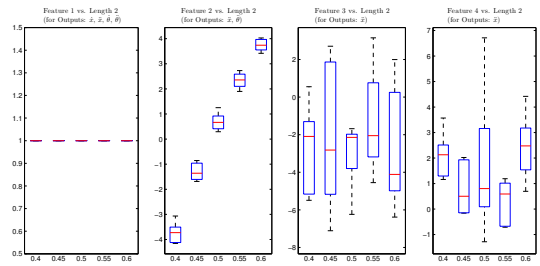 Feature 1 vs. Length 2
(for Outputs: ẋ, ẍ, θ̇, θ̈)
1.5
1.4
1.3
1.2
1.1
1
0.9
0.8
0.7
0.6
0.5
0.4 0.45 0.5 0.55 0.6
Feature 2 vs. Length 2
(for Outputs: ẍ, θ̈)
4
3
2
1
0
−1
−2
−3
−4
0.4 0.45 0.5 0.55 0.6
Feature 3 vs. Length 2
(for Outputs: ẍ)
2
0
−2
−4
−6
−8
0.4 0.45 0.5 0.55 0.6
Feature 4 vs. Length 2
(for Outputs: ẍ)
7
6
5
4
3
2
1
0
−1
0.4 0.45 0.5 0.55 0.6